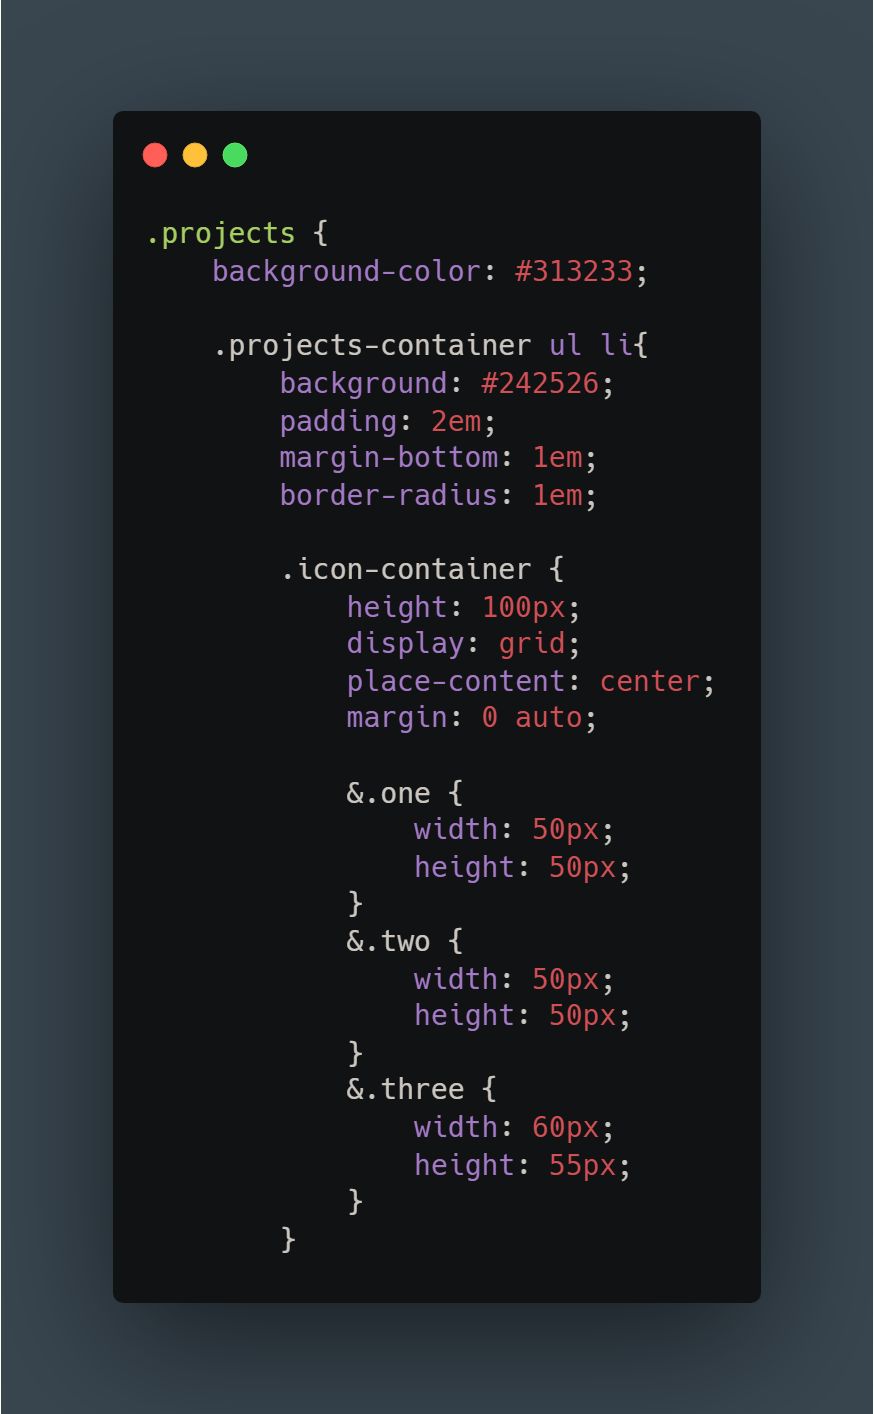 .projects {
    background-color: #313233;

    .projects-container ul li{
        background: #242526;
        padding: 2em;
        margin-bottom: 1em;
        border-radius: 1em;

        .icon-container {
            height: 100px;
            display: grid;
            place-content: center;
            margin: 0 auto;

            &.one {
                width: 50px;
                height: 50px;
            }
            &.two {
                width: 50px;
                height: 50px;
            }
            &.three {
                width: 60px;
                height: 55px;
            }
        }